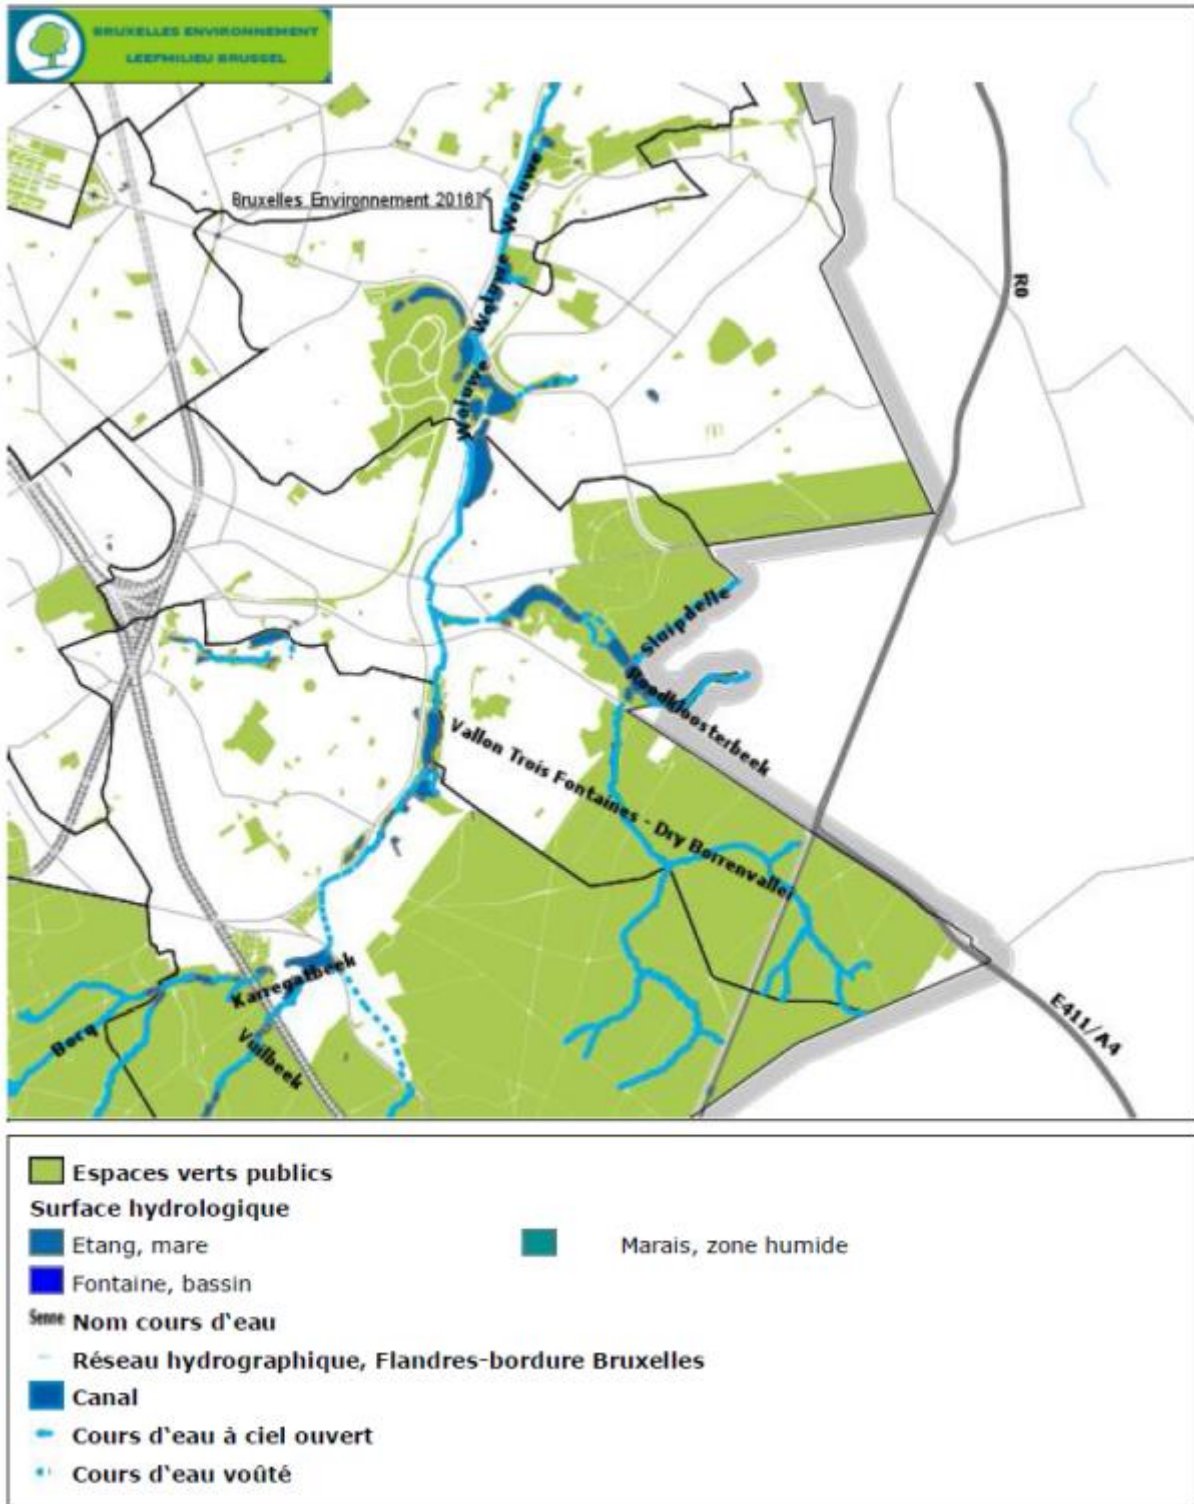 BRUXELLES ENVIRONNEMENT
LEEFMILIEU BRUSSEL
Bruxelles Environnement 2016
Woluwe
Woluwe
Woluwe
R0
Sluipdelle
Roodkloosterbeek
Vallon Trois Fontaines - Dry Borrenvallei
Karregatbeek
Bocq
Vuilbeek
E411/A4
Espaces verts publics
Surface hydrologique
Etang, mare
Marais, zone humide
Fontaine, bassin
Senne Nom cours d'eau
Réseau hydrographique, Flandres-bordure Bruxelles
Canal
Cours d'eau à ciel ouvert
Cours d'eau voûté